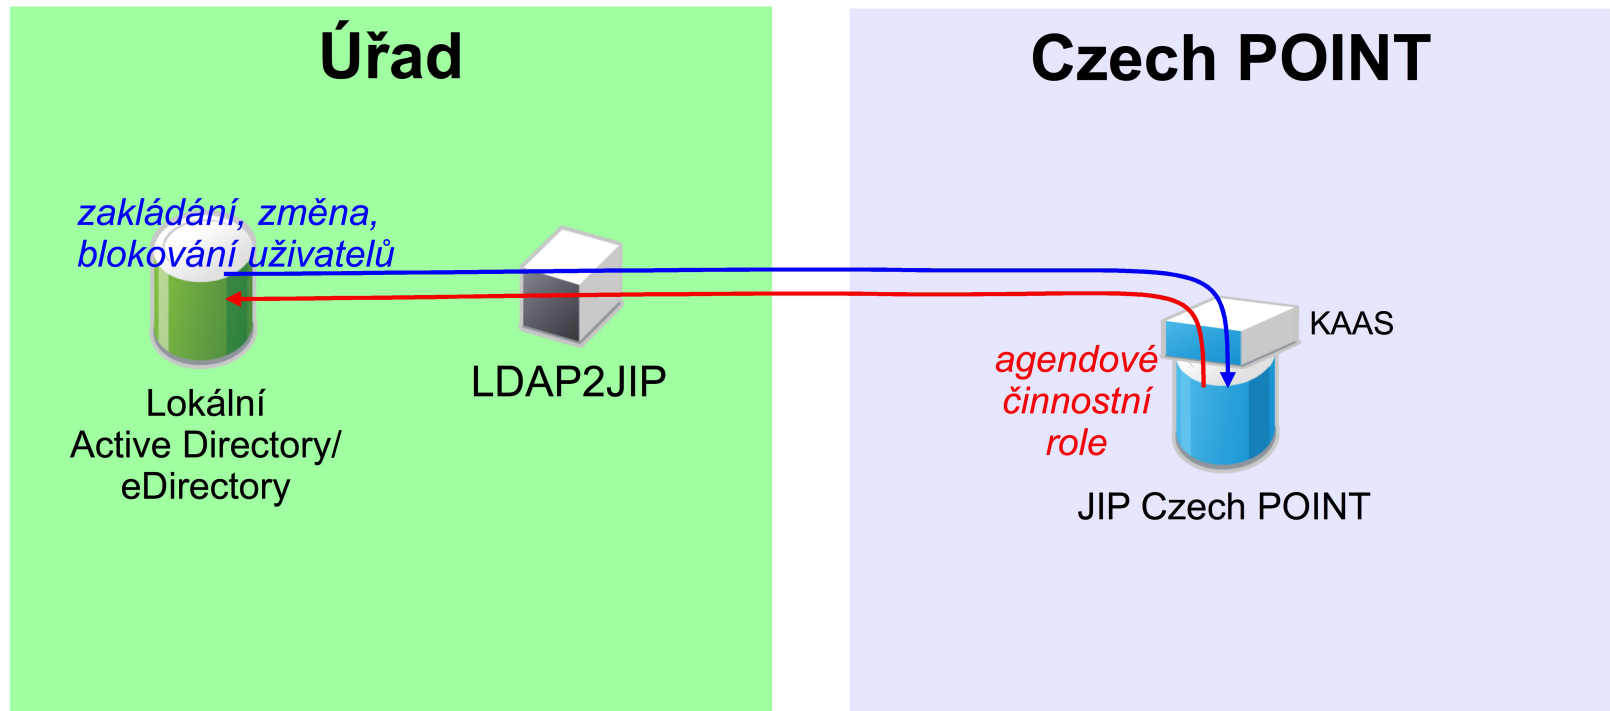 Úřad
Czech POINT
zakládání, změna,
blokování uživatelů
LDAP2JIP
Lokální
Active Directory/
eDirectory
KAAS
agendové
činnostní
role
JIP Czech POINT